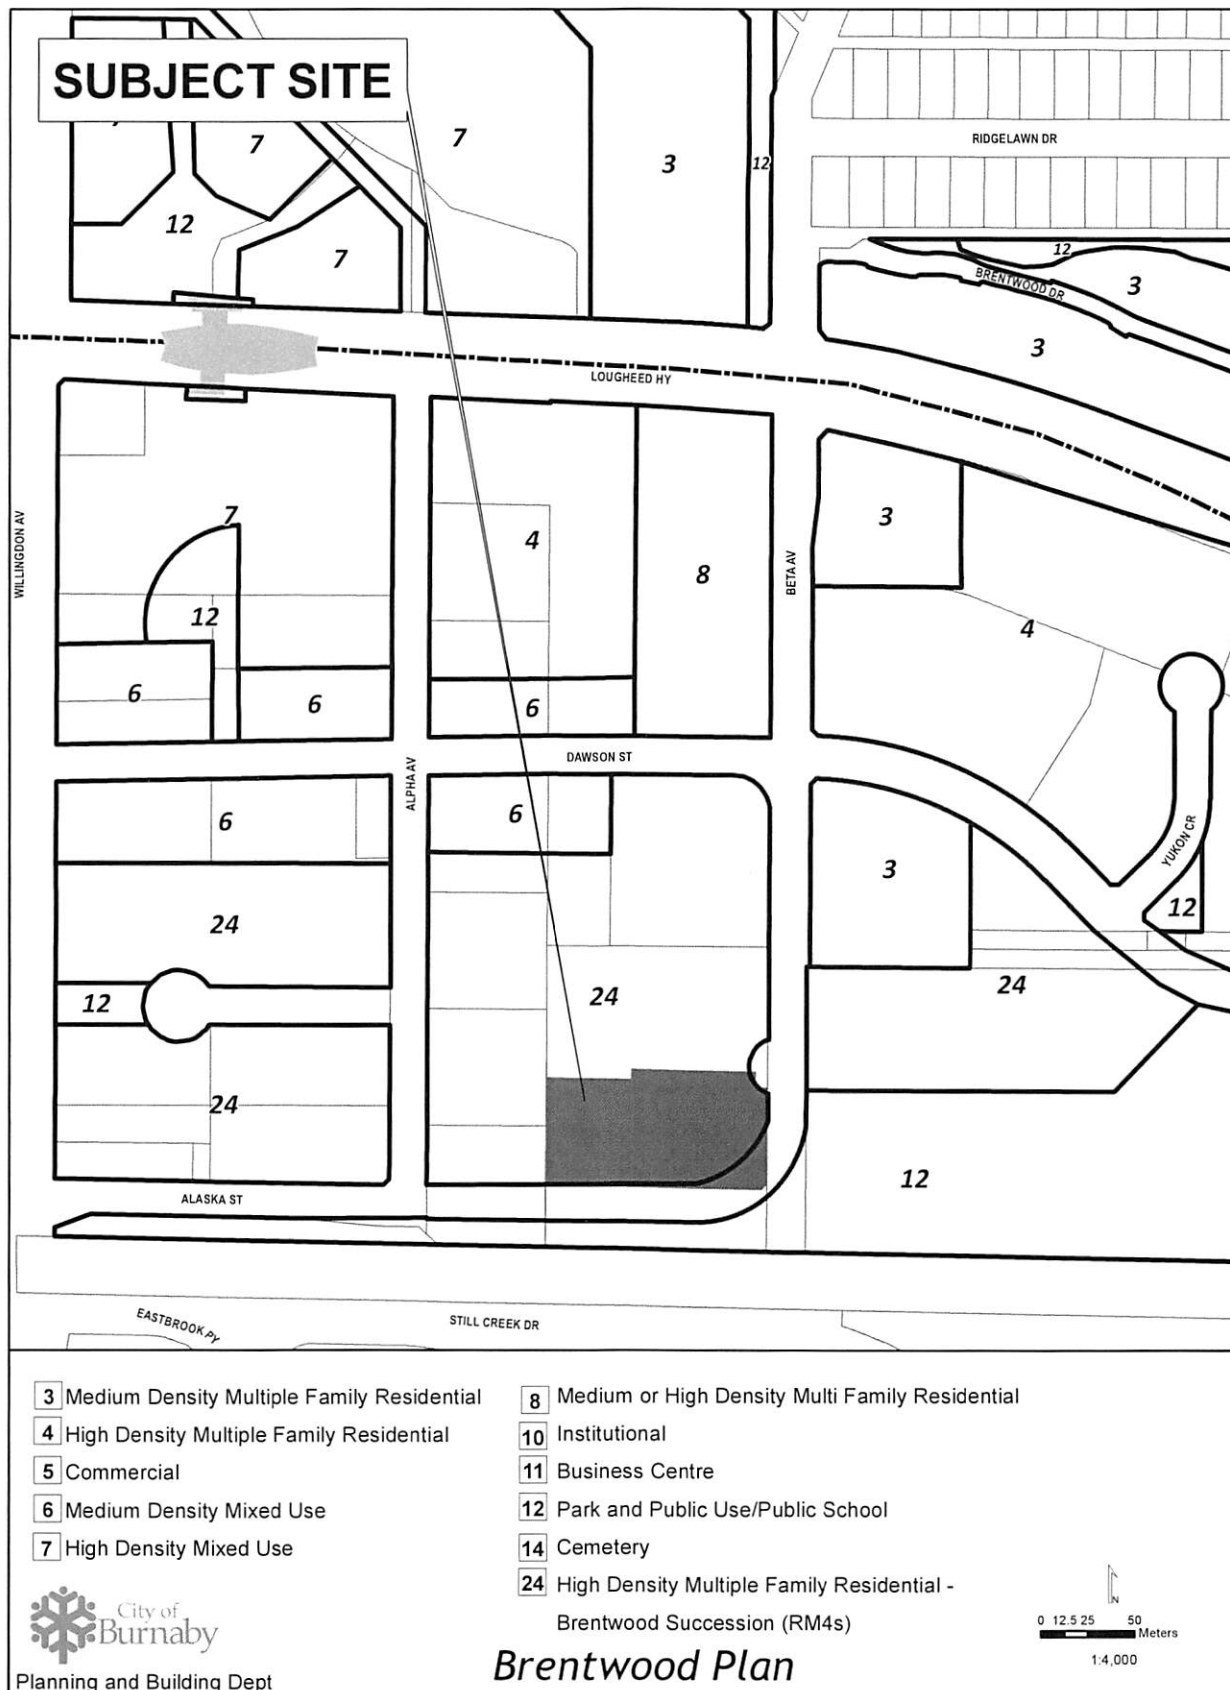 SUBJECT SITE
7
7
3
12
RIDGELAWN DR
12
7
12
BRENTWOOD DR
3
3
LOUGHEED HY
WILLINGDON AV
7
4
8
BETA AV
3
12
4
6
6
6
DAWSON ST
ALPHA AV
6
6
3
YUKON CR
24
12
12
24
24
24
12
ALASKA ST
EASTBROOK PY
STILL CREEK DR
3 Medium Density Multiple Family Residential
4 High Density Multiple Family Residential
5 Commercial
6 Medium Density Mixed Use
7 High Density Mixed Use
8 Medium or High Density Multi Family Residential
10 Institutional
11 Business Centre
12 Park and Public Use/Public School
14 Cemetery
24 High Density Multiple Family Residential -
Brentwood Succession (RM4s)
City of
Burnaby
Planning and Building Dept
Brentwood Plan
N
0 12.5 25 50
Meters
1:4,000